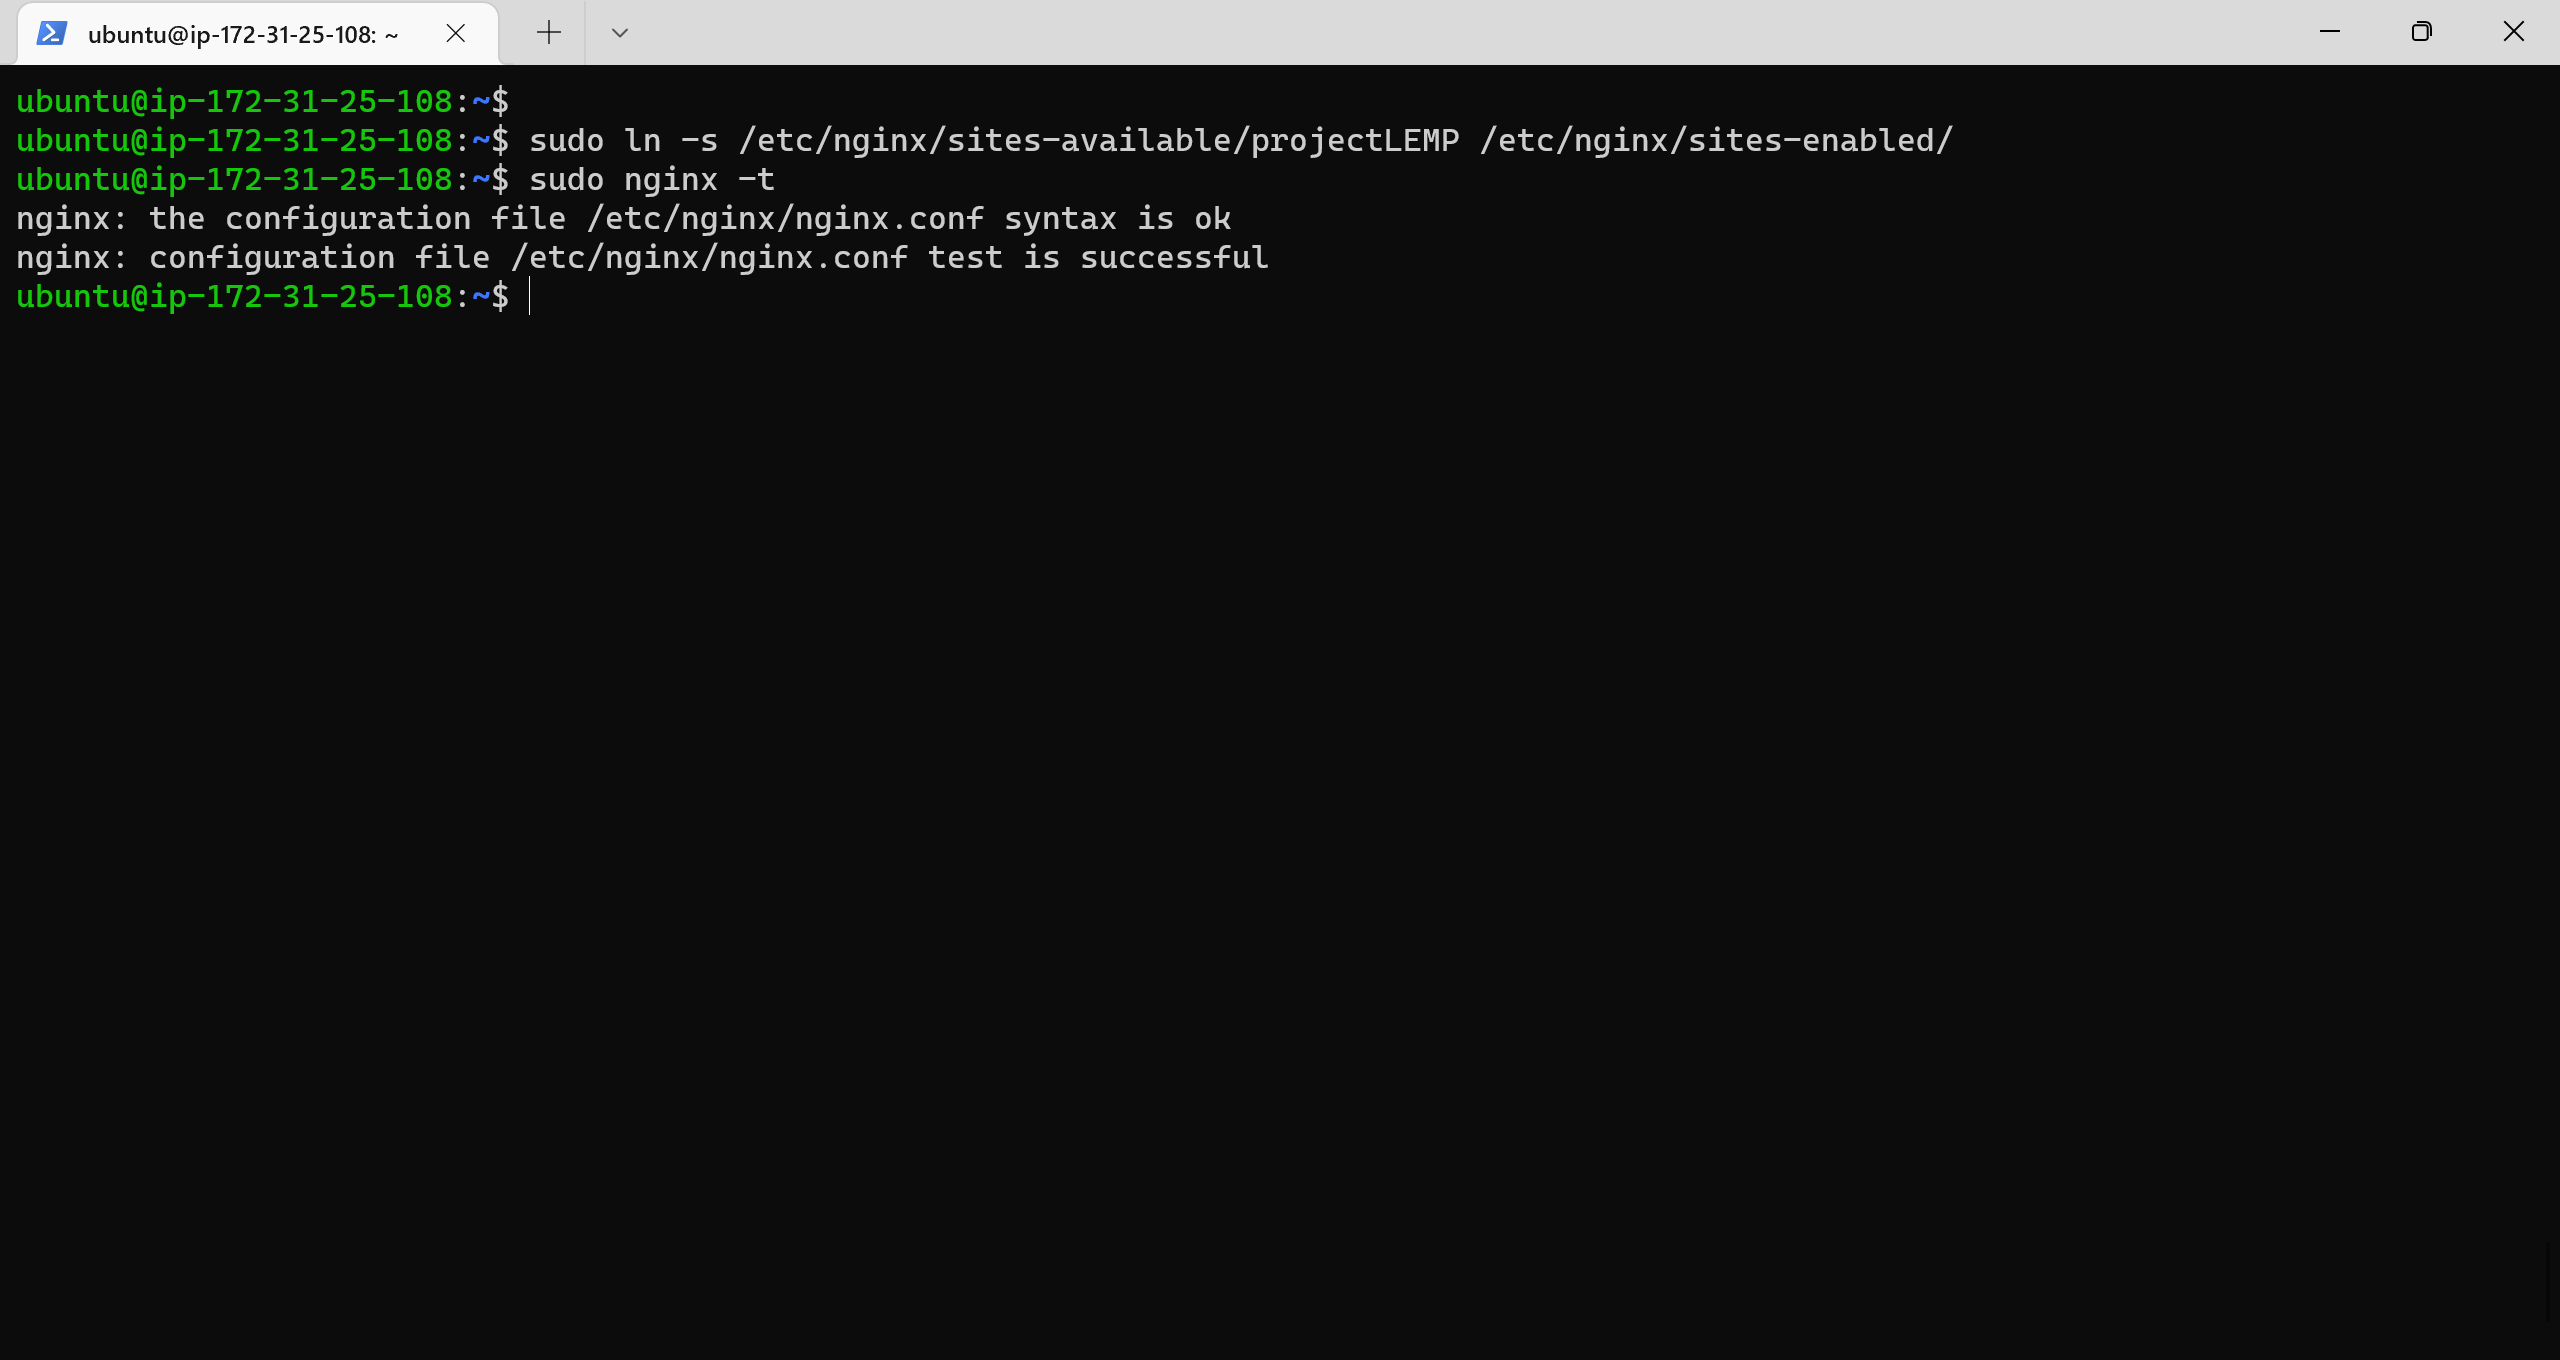 ubuntu@ip-172-31-25-108: ~
ubuntu@ip-172-31-25-108:~$
ubuntu@ip-172-31-25-108:~$ sudo ln -s /etc/nginx/sites-available/projectLEMP /etc/nginx/sites-enabled/
ubuntu@ip-172-31-25-108:~$ sudo nginx -t
nginx: the configuration file /etc/nginx/nginx.conf syntax is ok
nginx: configuration file /etc/nginx/nginx.conf test is successful
ubuntu@ip-172-31-25-108:~$